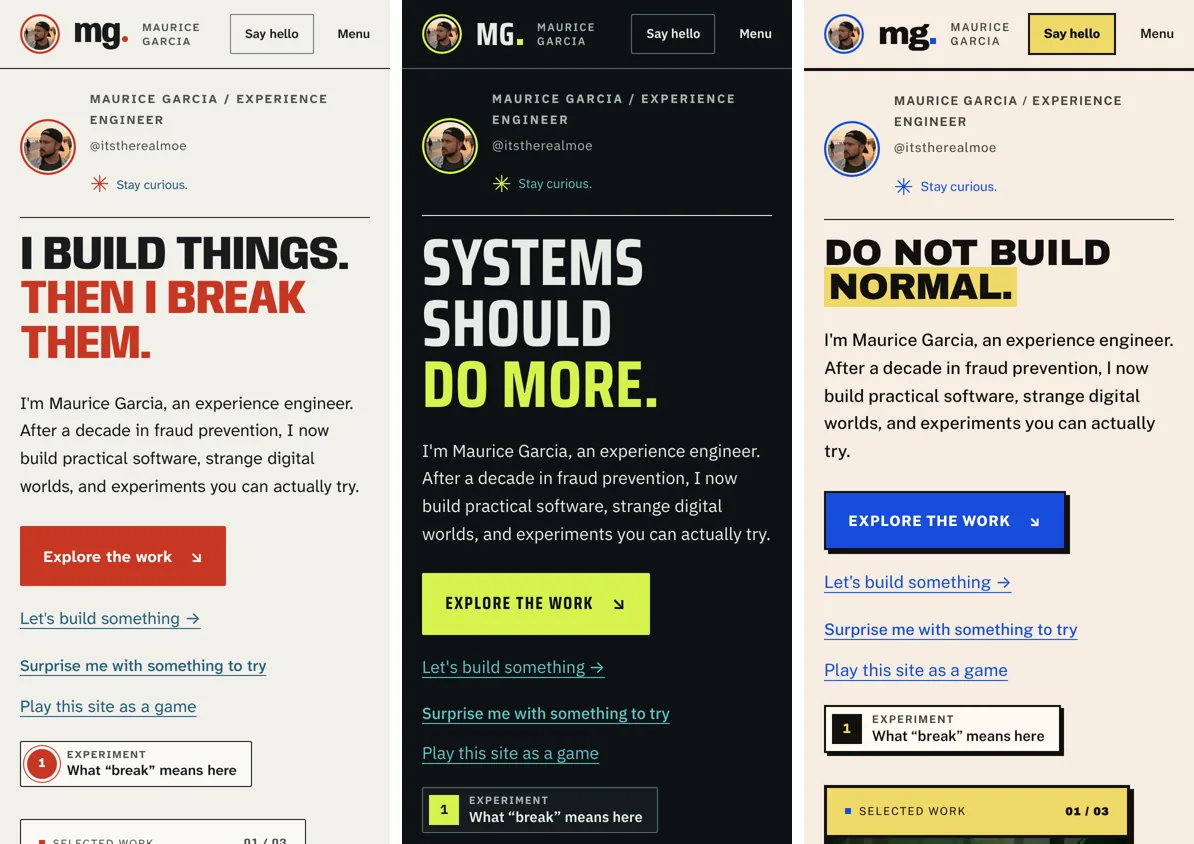 mg.
MAURICE
GARCIA
Say hello
Menu
MAURICE GARCIA / EXPERIENCE
ENGINEER
@itstherealmoe
Stay curious.
I BUILD THINGS.
THEN I BREAK
THEM.
I'm Maurice Garcia, an experience engineer.
After a decade in fraud prevention, I now
build practical software, strange digital
worlds, and experiments you can actually try.
Explore the work ↘
Let's build something →
Surprise me with something to try
Play this site as a game
1
EXPERIMENT
What “break” means here
SELECTED WORK 01 / 03
MG.
MAURICE
GARCIA
Say hello
Menu
MAURICE GARCIA / EXPERIENCE
ENGINEER
@itstherealmoe
Stay curious.
SYSTEMS
SHOULD
DO MORE.
I'm Maurice Garcia, an experience engineer.
After a decade in fraud prevention, I now
build practical software, strange digital
worlds, and experiments you can actually try.
EXPLORE THE WORK ↘
Let's build something →
Surprise me with something to try
Play this site as a game
1
EXPERIMENT
What “break” means here
mg.
MAURICE
GARCIA
Say hello
Menu
MAURICE GARCIA / EXPERIENCE
ENGINEER
@itstherealmoe
Stay curious.
DO NOT BUILD
NORMAL.
I'm Maurice Garcia, an experience engineer.
After a decade in fraud prevention, I now
build practical software, strange digital
worlds, and experiments you can actually
try.
EXPLORE THE WORK ↘
Let's build something →
Surprise me with something to try
Play this site as a game
1
EXPERIMENT
What “break” means here
SELECTED WORK 01 / 03